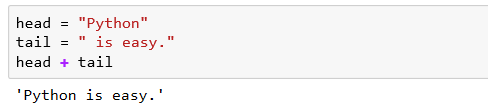 head = "Python"
tail = " is easy."
head + tail
'Python is easy.'